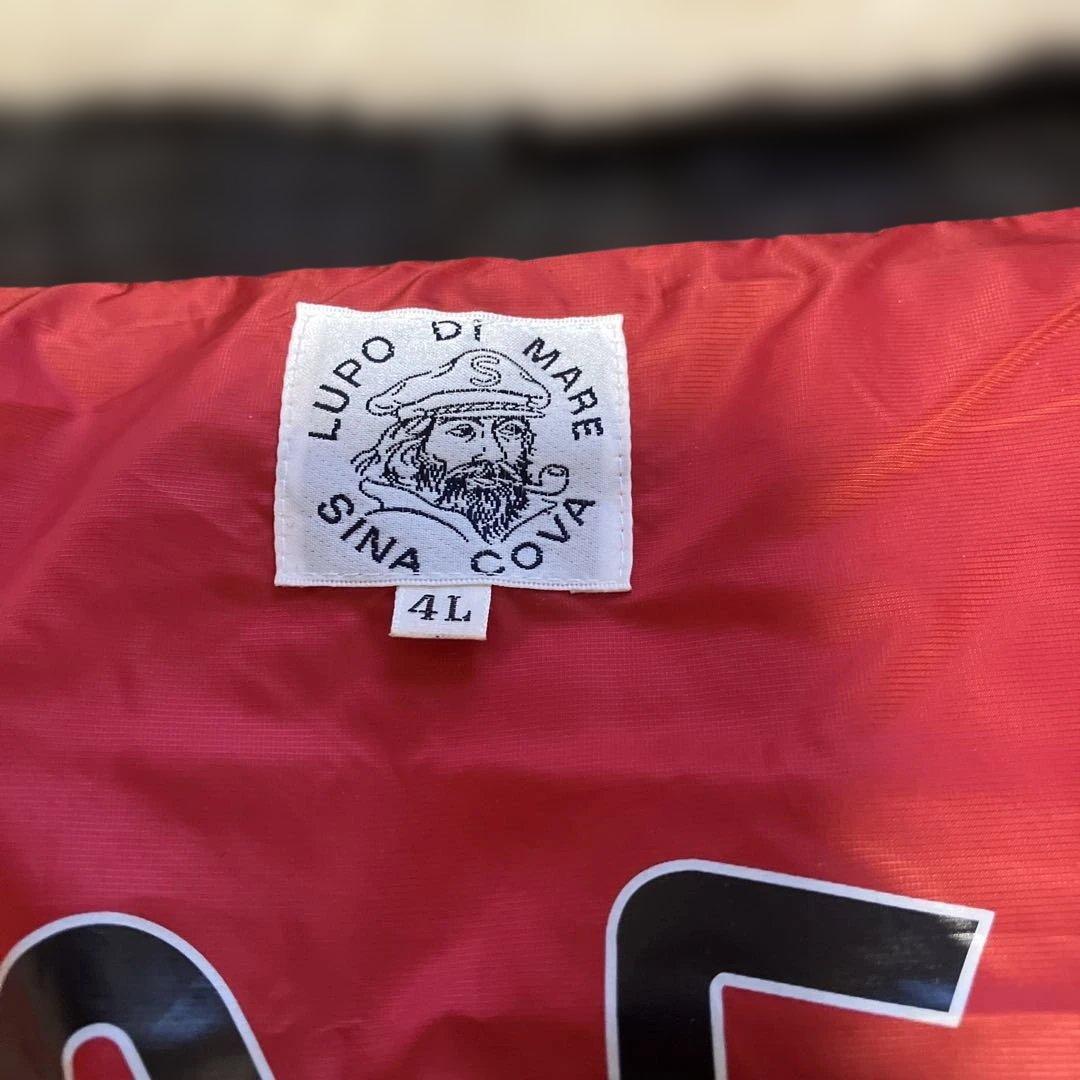 LUPO Di MARE
S
SINA COVA
4L